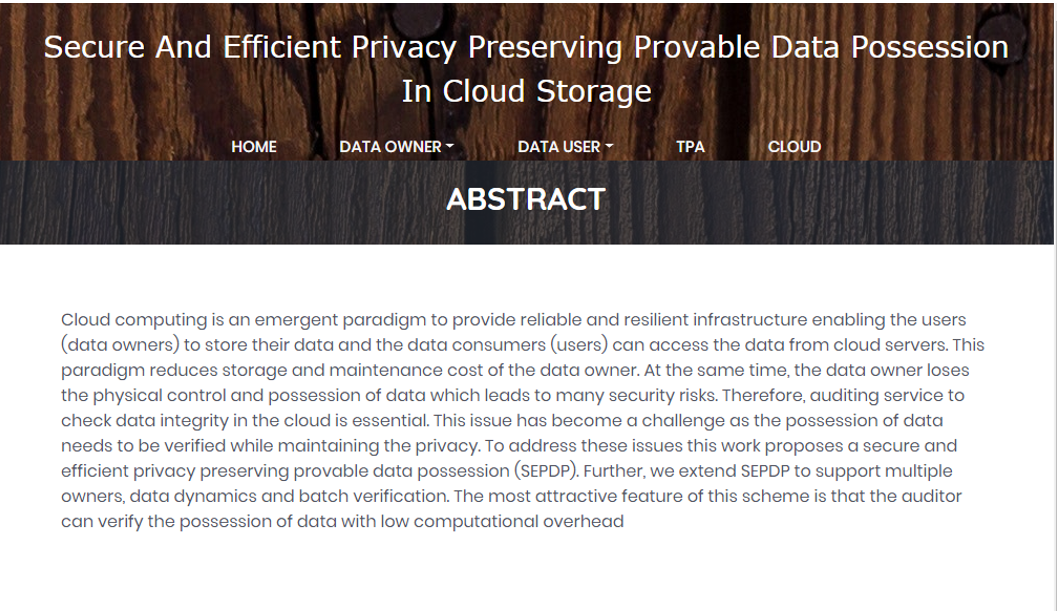 Secure And Efficient Privacy Preserving Provable Data Possession
In Cloud Storage
HOME DATA OWNER DATA USER TPA CLOUD
ABSTRACT
Cloud computing is an emergent paradigm to provide reliable and resilient infrastructure enabling the users
(data owners) to store their data and the data consumers (users) can access the data from cloud servers. This
paradigm reduces storage and maintenance cost of the data owner. At the same time, the data owner loses
the physical control and possession of data which leads to many security risks. Therefore, auditing service to
check data integrity in the cloud is essential. This issue has become a challenge as the possession of data
needs to be verified while maintaining the privacy. To address these issues this work proposes a secure and
efficient privacy preserving provable data possession (SEPDP). Further, we extend SEPDP to support multiple
owners, data dynamics and batch verification. The most attractive feature of this scheme is that the auditor
can verify the possession of data with low computational overhead